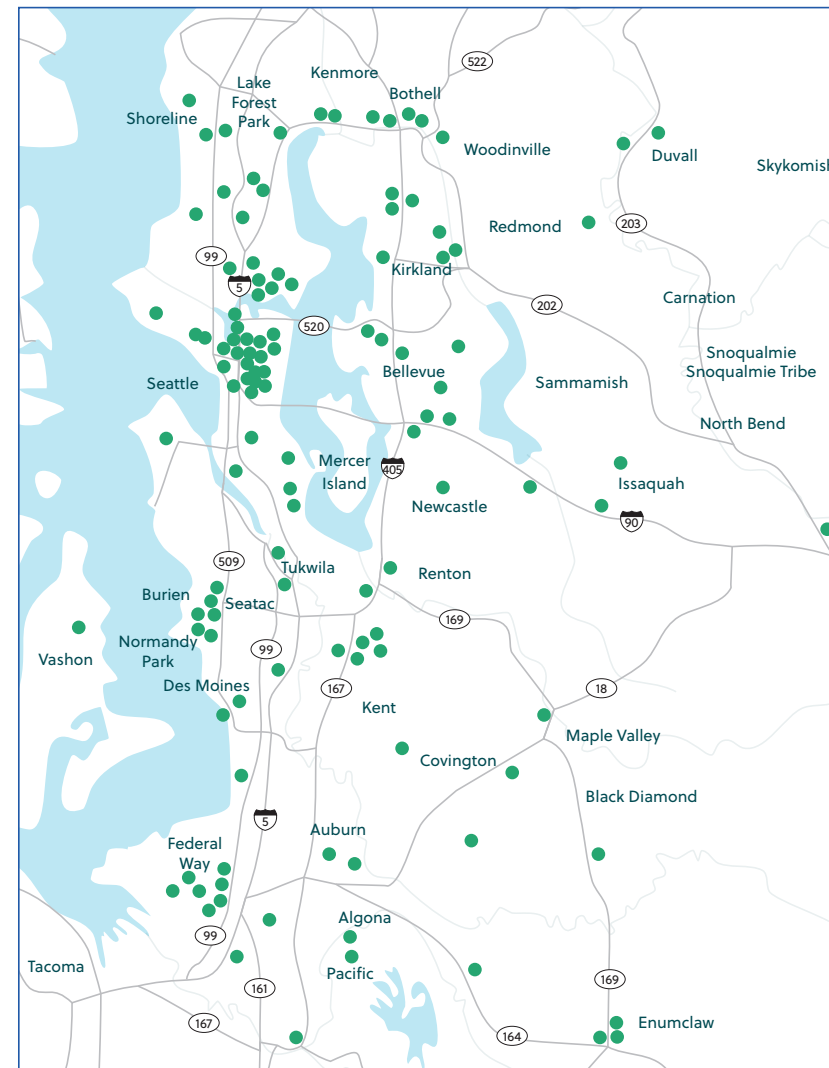 522
Kenmore
Lake
Forest
Park
Bothell
Shoreline
Woodinville
Duvall
Skykomish
Redmond
203
99
5
Kirkland
Carnation
202
520
Snoqualmie
Snoqualmie Tribe
Bellevue
Seattle
Sammamish
North Bend
Mercer
Island
405
Issaquah
Newcastle
90
509
Tukwila
Renton
Burien
Seatac
169
Normandy
Park
99
Vashon
Des Moines
167
18
Kent
Maple Valley
Covington
Black Diamond
5
Auburn
Federal
Way
Algona
99
Tacoma
Pacific
161
169
167
164
Enumclaw